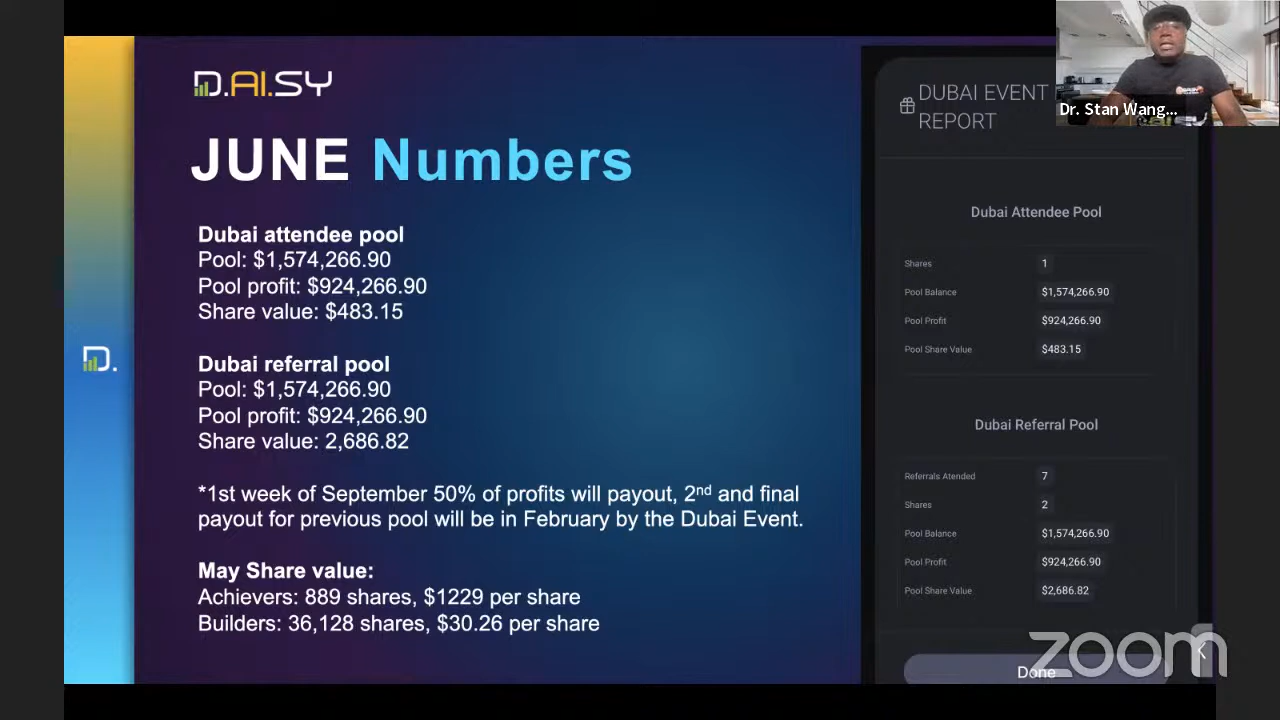 D.AI.SY
JUNE Numbers
Dubai attendee pool
Pool: $1,574,266.90
Pool profit: $924,266.90
Share value: $483.15
Dubai referral pool
Pool: $1,574,266.90
Pool profit: $924,266.90
Share value: 2,686.82
*1st week of September 50% of profits will payout, 2nd and final
payout for previous pool will be in February by the Dubai Event.
May Share value:
Achievers: 889 shares, $1229 per share
Builders: 36,128 shares, $30.26 per share
D.
DUBAI EVENT
REPORT
Dubai Attendee Pool
Shares 1
Pool Balance $1,574,266.90
Pool Profit $924,266.90
Pool Share Value $483.15
Dubai Referral Pool
Referrals Attended 7
Shares 2
Pool Balance $1,574,266.90
Pool Profit $924,266.90
Pool Share Value $2,686.82
Done
Dr. Stan Wang...
zoom